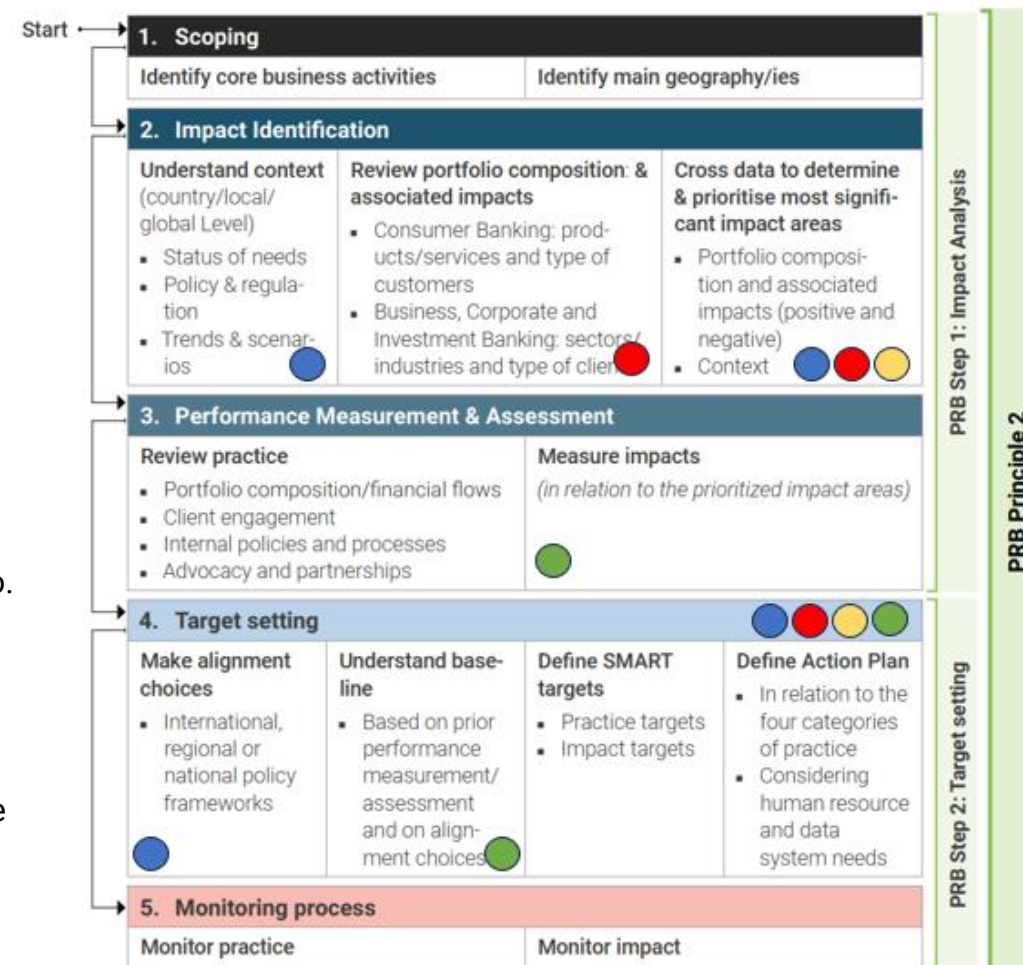 Start
1. Scoping
Identify core business activities
Identify main geography/ies
2. Impact Identification
Understand context
(country/local/
global Level)
▪ Status of needs
▪ Policy & regula-
tion
▪ Trends & scenar-
ios
Review portfolio composition: &
associated impacts
▪ Consumer Banking: prod-
ucts/services and type of
customers
▪ Business, Corporate and
Investment Banking: sectors/
industries and type of
Cross data to determine
& prioritise most signifi-
cant impact areas
▪ Portfolio composi-
tion and associated
impacts (positive and
negative)
▪ Context
3. Performance Measurement & Assessment
Review practice
▪ Portfolio composition/financial flows
▪ Client engagement
▪ Internal policies and processes
▪ Advocacy and partnerships
Measure impacts
(in relation to the prioritized impact areas)
4. Target setting
Make alignment
choices
▪ International,
regional or
national policy
frameworks
Understand base-
line
▪ Based on prior
performance
measurement/
assessment
and on align-
ment choices
Define SMART
targets
▪ Practice targets
▪ Impact targets
Define Action Plan
▪ In relation to the
four categories
of practice
▪ Considering
human resource
and data
system needs
5. Monitoring process
Monitor practice
Monitor impact
PRB Step 1: Impact Analysis
PRB Step 2: Target setting
PRB Principle 2